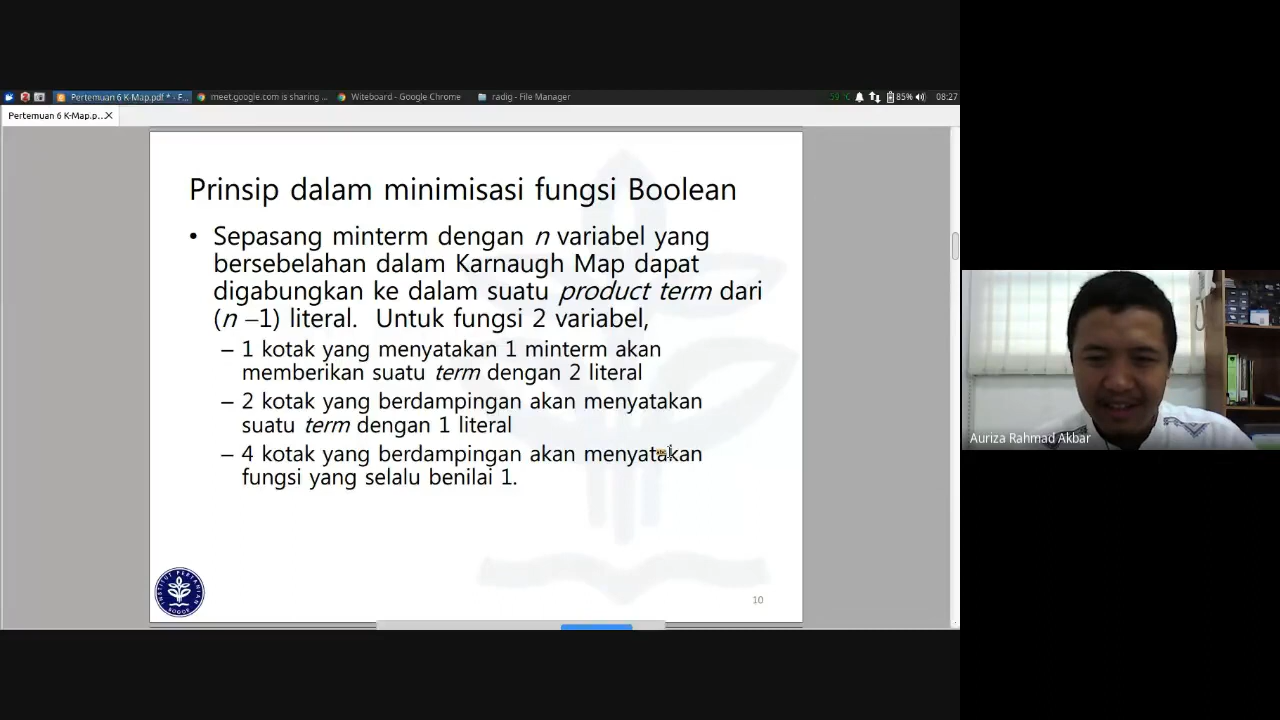 Pertemuan 6 K-Map.pdf * - F...
meet.google.com is sharing ...
Witeboard - Google Chrome
radig - File Manager
59 °C
85%
08:27
Pertemuan 6 K-Map.p...
Prinsip dalam minimisasi fungsi Boolean
• Sepasang minterm dengan n variabel yang
bersebelahan dalam Karnaugh Map dapat
digabungkan ke dalam suatu product term dari
(n –1) literal. Untuk fungsi 2 variabel,
– 1 kotak yang menyatakan 1 minterm akan
memberikan suatu term dengan 2 literal
– 2 kotak yang berdampingan akan menyatakan
suatu term dengan 1 literal
– 4 kotak yang berdampingan akan menyatakan
fungsi yang selalu benilai 1.
INSTITUT PERTANIAN
BOGOR
10
Auriza Rahmad Akbar